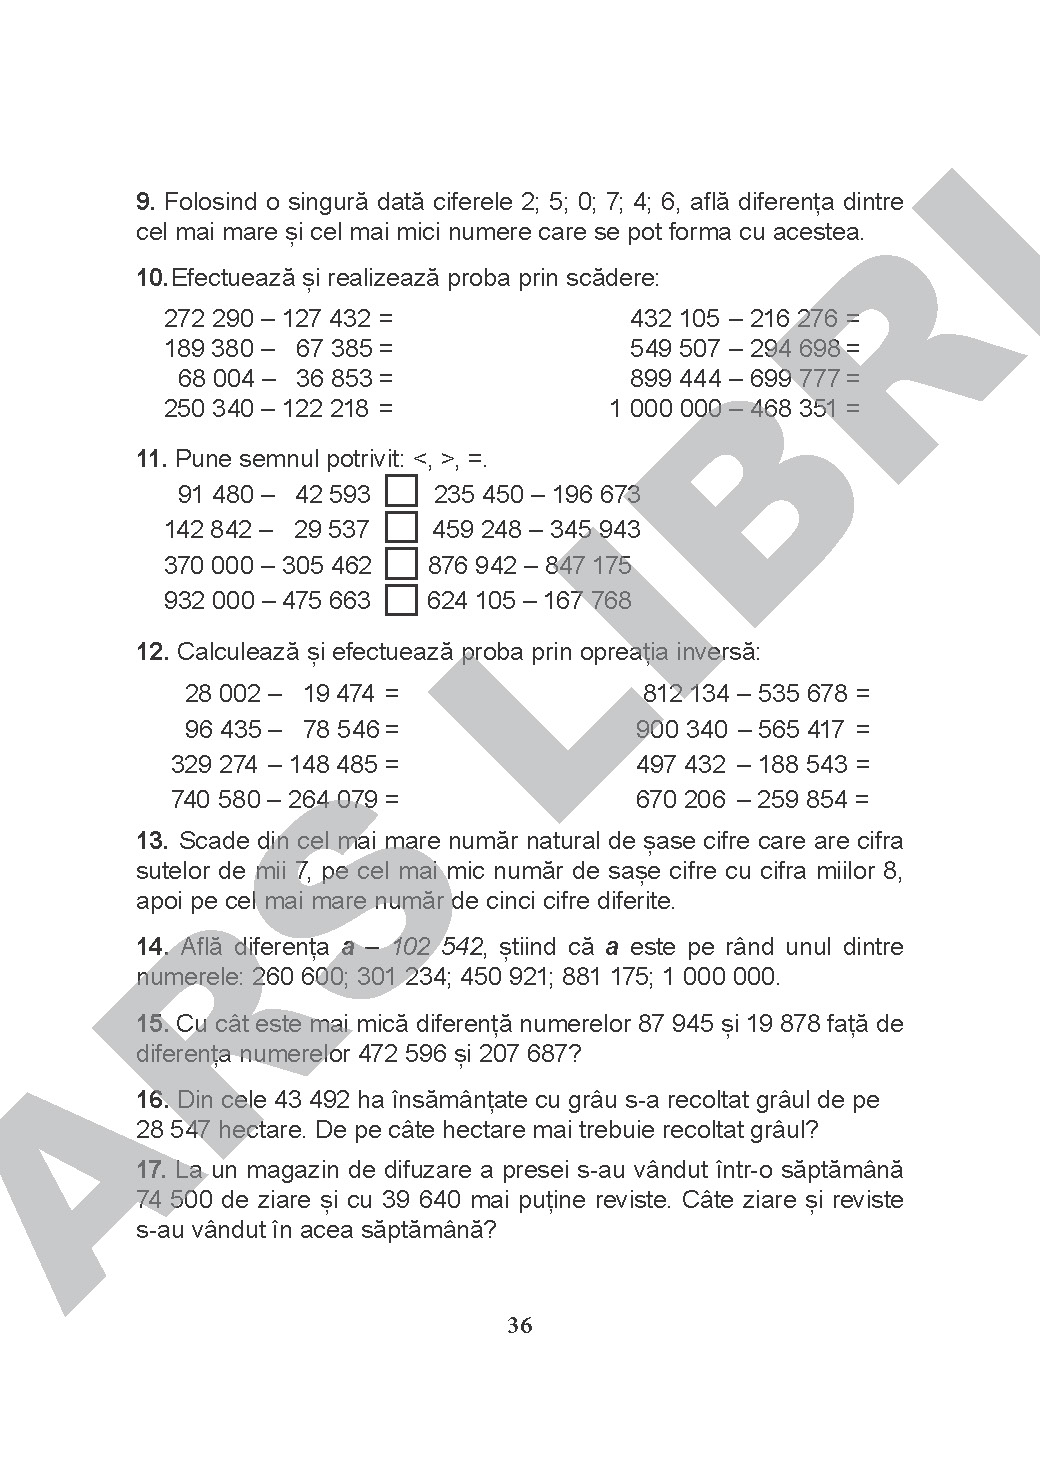 9. Folosind o singură dată ciferele 2; 5; 0; 7; 4; 6, află diferența dintre
cel mai mare și cel mai mici numere care se pot forma cu acestea.
10. Efectuează și realizează proba prin scădere:
272 290 – 127 432 = 432 105 – 216 276 =
189 380 – 67 385 = 549 507 – 294 698 =
68 004 – 36 853 = 899 444 – 699 777 =
250 340 – 122 218 = 1 000 000 – 468 351 =
11. Pune semnul potrivit: <, >, =.
91 480 – 42 593 235 450 – 196 673
142 842 – 29 537 459 248 – 345 943
370 000 – 305 462 876 942 – 847 175
932 000 – 475 663 624 105 – 167 768
12. Calculează și efectuează proba prin opreația inversă:
28 002 – 19 474 = 812 134 – 535 678 =
96 435 – 78 546 = 900 340 – 565 417 =
329 274 – 148 485 = 497 432 – 188 543 =
740 580 – 264 079 = 670 206 – 259 854 =
13. Scade din cel mai mare număr natural de șase cifre care are cifra
sutelor de mii 7, pe cel mai mic număr de sașe cifre cu cifra miilor 8,
apoi pe cel mai mare număr de cinci cifre diferite.
14. Află diferența a – 102 542, știind că a este pe rând unul dintre
numerele: 260 600; 301 234; 450 921; 881 175; 1 000 000.
15. Cu cât este mai mică diferență numerelor 87 945 și 19 878 față de
diferența numerelor 472 596 și 207 687?
16. Din cele 43 492 ha însămânțate cu grâu s-a recoltat grâul de pe
28 547 hectare. De pe câte hectare mai trebuie recoltat grâul?
17. La un magazin de difuzare a presei s-au vândut într-o săptămână
74 500 de ziare și cu 39 640 mai puține reviste. Câte ziare și reviste
s-au vândut în acea săptămână?
36
ARS LIBRI